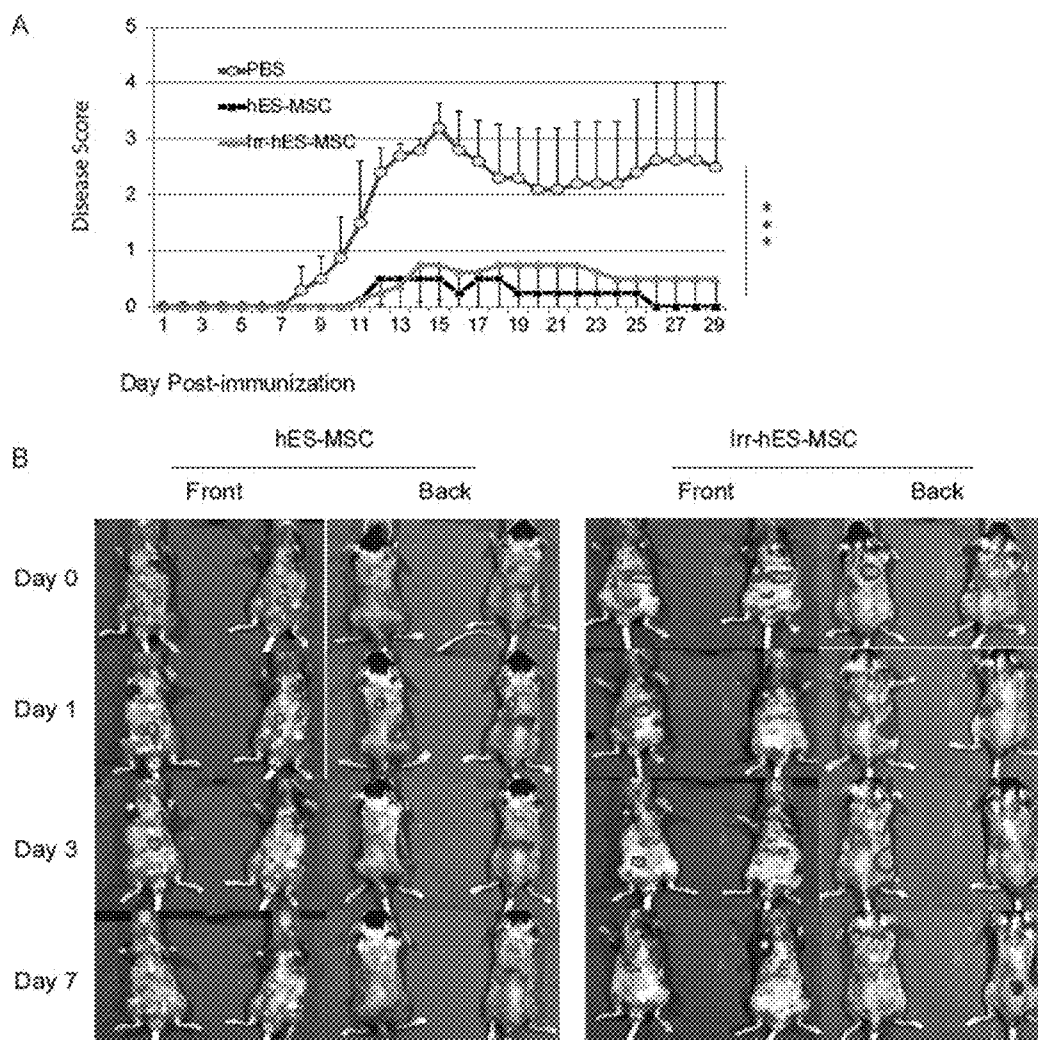 A
5
4
3
2
1
0
Disease Score
PBS
hES-MSC
Irr-hES-MSC
***
1 3 5 7 9 11 13 15 17 19 21 23 25 27 29
Day Post-immunization
B
hES-MSC Irr-hES-MSC
Front Back Front Back
Day 0
Day 1
Day 3
Day 7